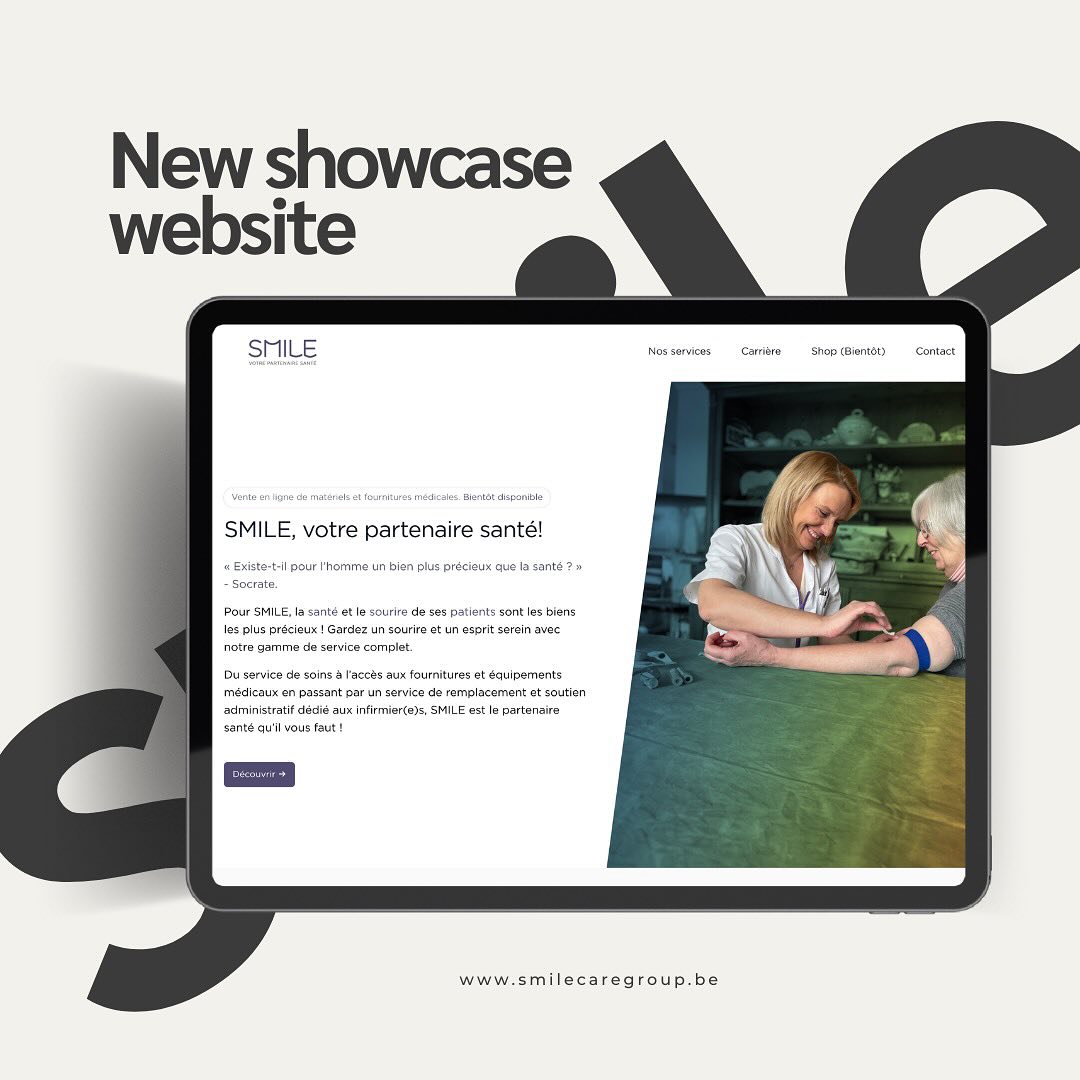 New showcase
website
SMILE
VOTRE PARTENAIRE SANTÉ
Nos services Carrière Shop (Bientôt) Contact
Vente en ligne de matériels et fournitures médicales. Bientôt disponible
SMILE, votre partenaire santé!
« Existe-t-il pour l'homme un bien plus précieux que la santé ? »
- Socrate.
Pour SMILE, la santé et le sourire de ses patients sont les biens
les plus précieux ! Gardez un sourire et un esprit serein avec
notre gamme de service complet.
Du service de soins à l'accès aux fournitures et équipements
médicaux en passant par un service de remplacement et soutien
administratif dédié aux infirmier(e)s, SMILE est le partenaire
santé qu'il vous faut !
Découvrir →
www.smilecaregroup.be